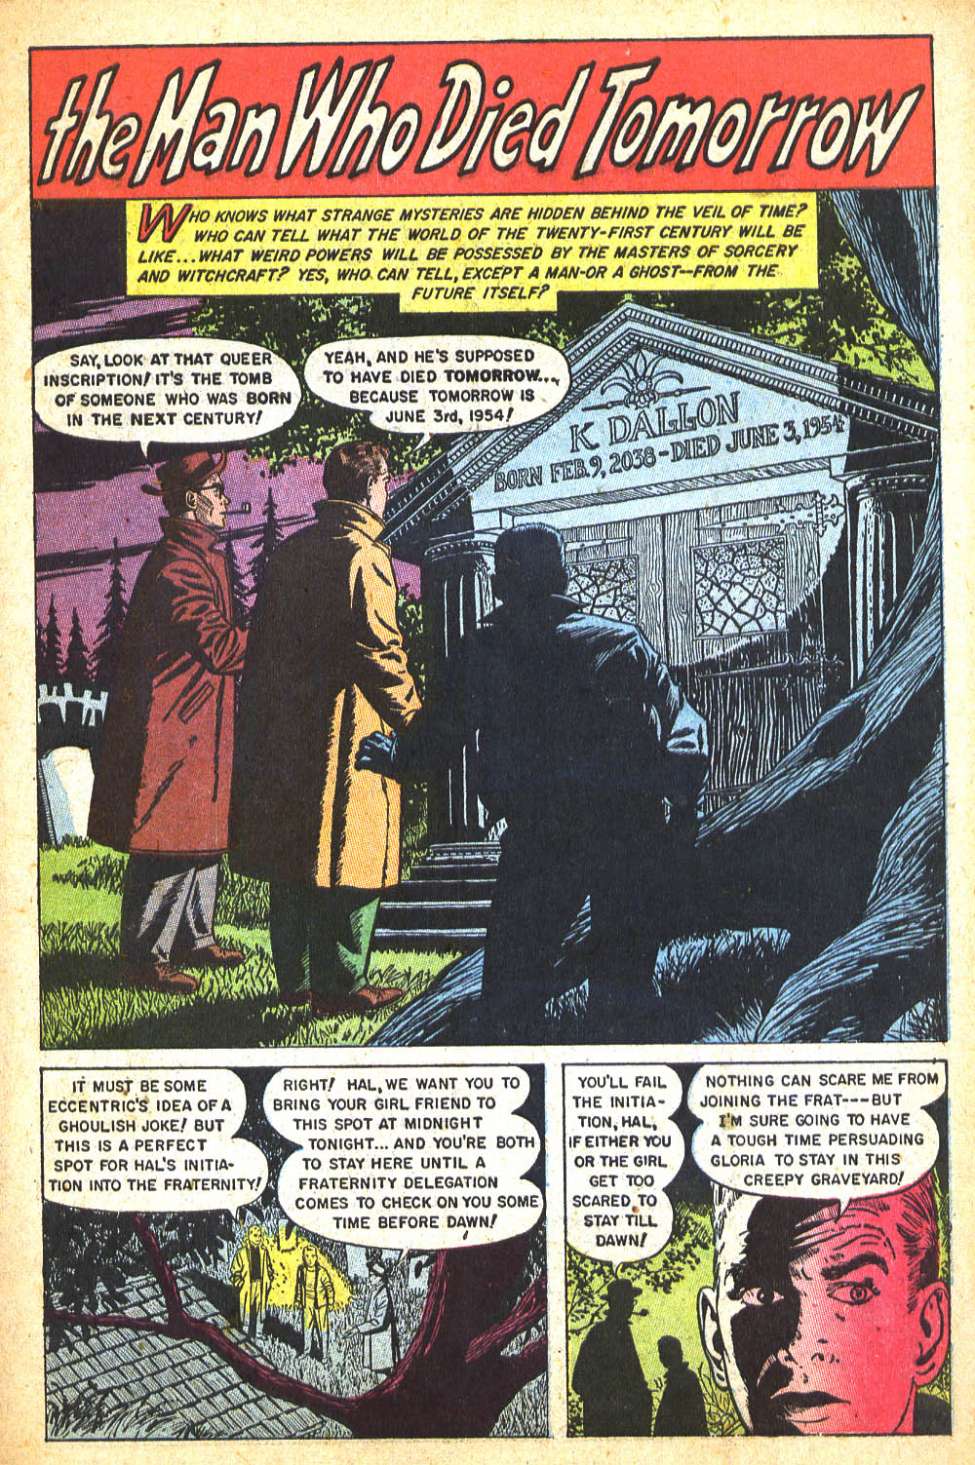 the Man Who Died Tomorrow
WHO KNOWS WHAT STRANGE MYSTERIES ARE HIDDEN BEHIND THE VEIL OF TIME?
WHO CAN TELL WHAT THE WORLD OF THE TWENTY-FIRST CENTURY WILL BE
LIKE...WHAT WEIRD POWERS WILL BE POSSESSED BY THE MASTERS OF SORCERY
AND WITCHCRAFT? YES, WHO CAN TELL, EXCEPT A MAN-OR A GHOST--FROM THE
FUTURE ITSELF?
SAY, LOOK AT THAT QUEER
INSCRIPTION! IT'S THE TOMB
OF SOMEONE WHO WAS BORN
IN THE NEXT CENTURY!
YEAH, AND HE'S SUPPOSED
TO HAVE DIED TOMORROW...
BECAUSE TOMORROW IS
JUNE 3rd, 1954!
K DALLON
BORN FEB. 9, 2038 - DIED JUNE 3, 1954
IT MUST BE SOME
ECCENTRIC'S IDEA OF A
GHOULISH JOKE! BUT
THIS IS A PERFECT
SPOT FOR HAL'S INITIA-
TION INTO THE FRATERNITY!
RIGHT! HAL, WE WANT YOU TO
BRING YOUR GIRL FRIEND TO
THIS SPOT AT MIDNIGHT
TONIGHT... AND YOU'RE BOTH
TO STAY HERE UNTIL A
FRATERNITY DELEGATION
COMES TO CHECK ON YOU SOME
TIME BEFORE DAWN!
YOU'LL FAIL
THE INITIA-
TION, HAL,
IF EITHER YOU
OR THE GIRL
GET TOO
SCARED TO
STAY TILL
DAWN!
NOTHING CAN SCARE ME FROM
JOINING THE FRAT---BUT
I'M SURE GOING TO HAVE
A TOUGH TIME PERSUADING
GLORIA TO STAY IN THIS
CREEPY GRAVEYARD!